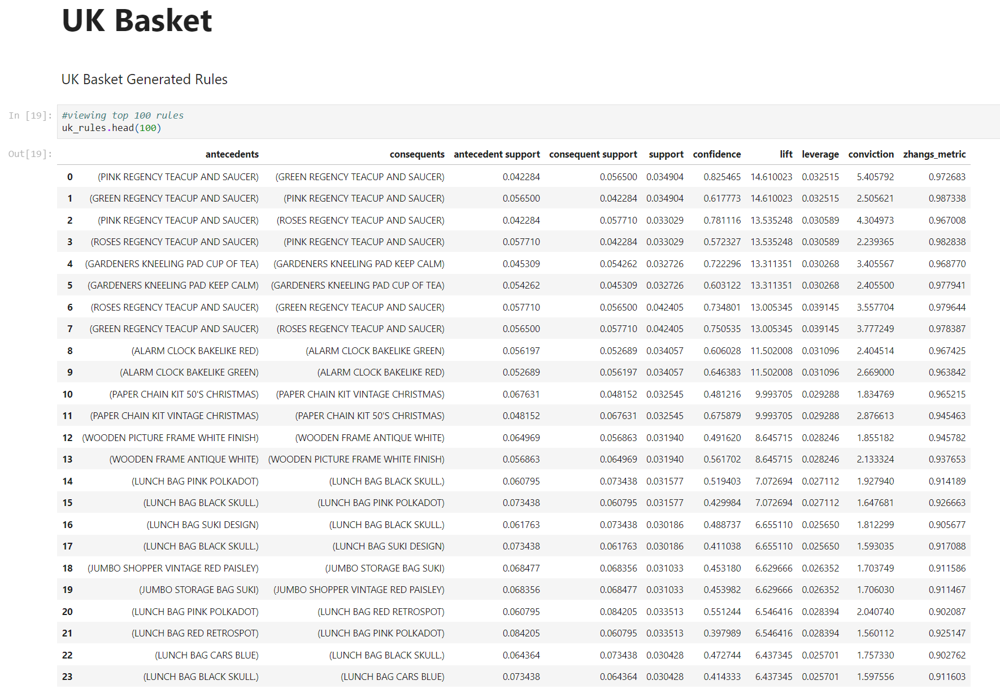 UK Basket
UK Basket Generated Rules
In [19]: #viewing top 100 rules
uk_rules.head(100)
Out[19]: antecedents consequents antecedent support consequent support support confidence lift leverage conviction zhangs_metric
0 (PINK REGENCY TEACUP AND SAUCER) (GREEN REGENCY TEACUP AND SAUCER) 0.042284 0.056500 0.034904 0.825465 14.610023 0.032515 5.405792 0.972683
1 (GREEN REGENCY TEACUP AND SAUCER) (PINK REGENCY TEACUP AND SAUCER) 0.056500 0.042284 0.034904 0.617773 14.610023 0.032515 2.505621 0.987338
2 (PINK REGENCY TEACUP AND SAUCER) (ROSES REGENCY TEACUP AND SAUCER) 0.042284 0.057710 0.033029 0.781116 13.535248 0.030589 4.304973 0.967008
3 (ROSES REGENCY TEACUP AND SAUCER) (PINK REGENCY TEACUP AND SAUCER) 0.057710 0.042284 0.033029 0.572327 13.535248 0.030589 2.239365 0.982838
4 (GARDENERS KNEELING PAD CUP OF TEA) (GARDENERS KNEELING PAD KEEP CALM) 0.045309 0.054262 0.032726 0.722296 13.311351 0.030268 3.405567 0.968770
5 (GARDENERS KNEELING PAD KEEP CALM) (GARDENERS KNEELING PAD CUP OF TEA) 0.054262 0.045309 0.032726 0.603122 13.311351 0.030268 2.405500 0.977941
6 (ROSES REGENCY TEACUP AND SAUCER) (GREEN REGENCY TEACUP AND SAUCER) 0.057710 0.056500 0.042405 0.734801 13.005345 0.039145 3.557704 0.979644
7 (GREEN REGENCY TEACUP AND SAUCER) (ROSES REGENCY TEACUP AND SAUCER) 0.056500 0.057710 0.042405 0.750535 13.005345 0.039145 3.777249 0.978387
8 (ALARM CLOCK BAKELIKE RED) (ALARM CLOCK BAKELIKE GREEN) 0.056197 0.052689 0.034057 0.606028 11.502008 0.031096 2.404514 0.967425
9 (ALARM CLOCK BAKELIKE GREEN) (ALARM CLOCK BAKELIKE RED) 0.052689 0.056197 0.034057 0.646383 11.502008 0.031096 2.669000 0.963842
10 (PAPER CHAIN KIT 50'S CHRISTMAS) (PAPER CHAIN KIT VINTAGE CHRISTMAS) 0.067631 0.048152 0.032545 0.481216 9.993705 0.029288 1.834769 0.965215
11 (PAPER CHAIN KIT VINTAGE CHRISTMAS) (PAPER CHAIN KIT 50'S CHRISTMAS) 0.048152 0.067631 0.032545 0.675879 9.993705 0.029288 2.876613 0.945463
12 (WOODEN PICTURE FRAME WHITE FINISH) (WOODEN FRAME ANTIQUE WHITE) 0.064969 0.056863 0.031940 0.491620 8.645715 0.028246 1.855182 0.945782
13 (WOODEN FRAME ANTIQUE WHITE) (WOODEN PICTURE FRAME WHITE FINISH) 0.056863 0.064969 0.031940 0.561702 8.645715 0.028246 2.133324 0.937653
14 (LUNCH BAG PINK POLKADOT) (LUNCH BAG BLACK SKULL.) 0.060795 0.073438 0.031577 0.519403 7.072694 0.027112 1.927940 0.914189
15 (LUNCH BAG BLACK SKULL.) (LUNCH BAG PINK POLKADOT) 0.073438 0.060795 0.031577 0.429984 7.072694 0.027112 1.647681 0.926663
16 (LUNCH BAG SUKI DESIGN) (LUNCH BAG BLACK SKULL.) 0.061763 0.073438 0.030186 0.488737 6.655110 0.025650 1.812299 0.905677
17 (LUNCH BAG BLACK SKULL.) (LUNCH BAG SUKI DESIGN) 0.073438 0.061763 0.030186 0.411038 6.655110 0.025650 1.593035 0.917088
18 (JUMBO SHOPPER VINTAGE RED PAISLEY) (JUMBO STORAGE BAG SUKI) 0.068477 0.068356 0.031033 0.453180 6.629666 0.026352 1.703749 0.911586
19 (JUMBO STORAGE BAG SUKI) (JUMBO SHOPPER VINTAGE RED PAISLEY) 0.068356 0.068477 0.031033 0.453982 6.629666 0.026352 1.706030 0.911467
20 (LUNCH BAG PINK POLKADOT) (LUNCH BAG RED RETROSPOT) 0.060795 0.084205 0.033513 0.551244 6.546416 0.028394 2.040740 0.902087
21 (LUNCH BAG RED RETROSPOT) (LUNCH BAG PINK POLKADOT) 0.084205 0.060795 0.033513 0.397989 6.546416 0.028394 1.560112 0.925147
22 (LUNCH BAG CARS BLUE) (LUNCH BAG BLACK SKULL.) 0.064364 0.073438 0.030428 0.472744 6.437345 0.025701 1.757330 0.902762
23 (LUNCH BAG BLACK SKULL.) (LUNCH BAG CARS BLUE) 0.073438 0.064364 0.030428 0.414333 6.437345 0.025701 1.597556 0.911603